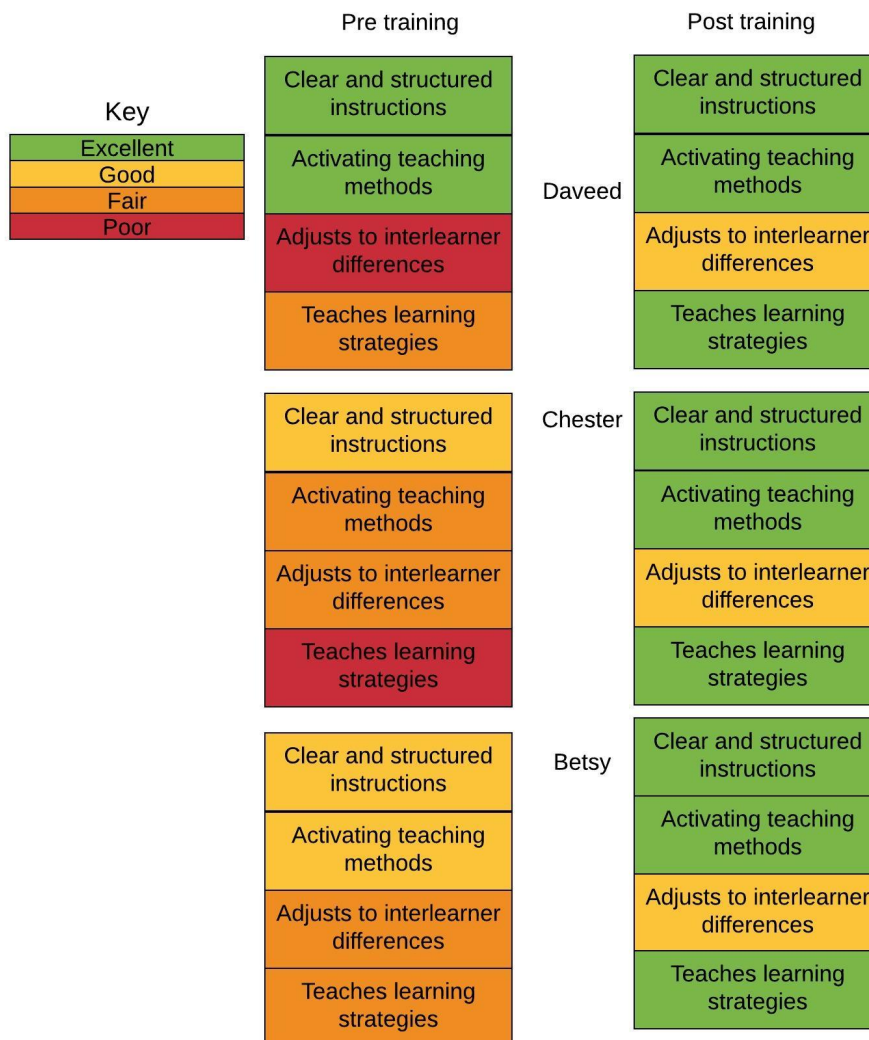 Pre training
Post training
Key
Excellent
Good
Fair
Poor
Clear and structured
instructions
Activating teaching
methods
Adjusts to interlearner
differences
Teaches learning
strategies
Daveed
Clear and structured
instructions
Activating teaching
methods
Adjusts to interlearner
differences
Teaches learning
strategies
Clear and structured
instructions
Activating teaching
methods
Adjusts to interlearner
differences
Teaches learning
strategies
Chester
Clear and structured
instructions
Activating teaching
methods
Adjusts to interlearner
differences
Teaches learning
strategies
Clear and structured
instructions
Activating teaching
methods
Adjusts to interlearner
differences
Teaches learning
strategies
Betsy
Clear and structured
instructions
Activating teaching
methods
Adjusts to interlearner
differences
Teaches learning
strategies